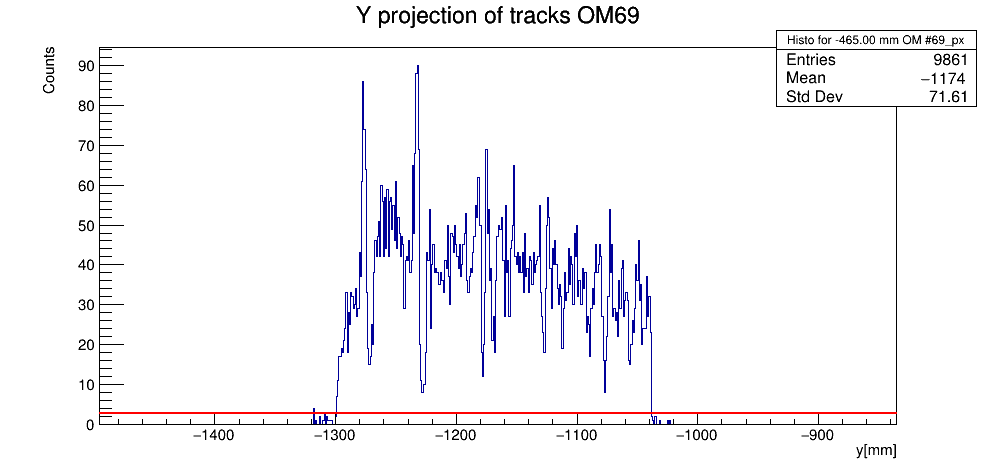 Y projection of tracks OM69
Histo for -465.00 mm OM #69_px
Entries 9861
Mean −1174
Std Dev 71.61
Counts
90
80
70
60
50
40
30
20
10
0
−1400 −1300 −1200 −1100 −1000 −900
y[mm]